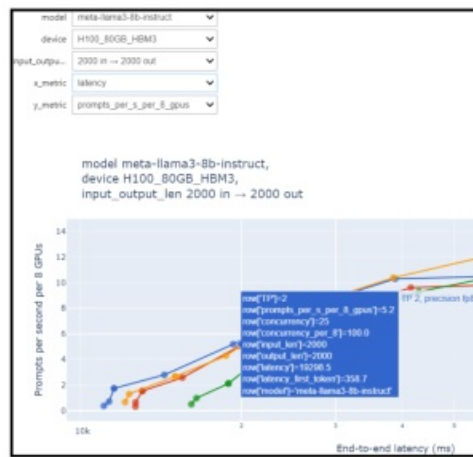 model meta-llama3-8b-instruct
device H100_80GB_HBM3
nput_outpu... 2000 in → 2000 out
x_metric latency
y_metric prompts_per_s_per_8_gpus
model meta-llama3-8b-instruct,
device H100_80GB_HBM3,
input_output_len 2000 in → 2000 out
Prompts per second per 8 GPUs
14
12
10
8
6
4
2
0
row['TP']=2
row['prompts_per_s_per_8_gpus']=5.2
row['concurrency']=25
row['concurrency_per_8']=100.0
row['input_len']=2000
row['output_len']=2000
row['latency']=19298.5
row['latency_first_token']=358.7
row['model']='meta-llama3-8b-instruct'
TP 2, precision
10k
2
3
4
5
End-to-end latency (ms)